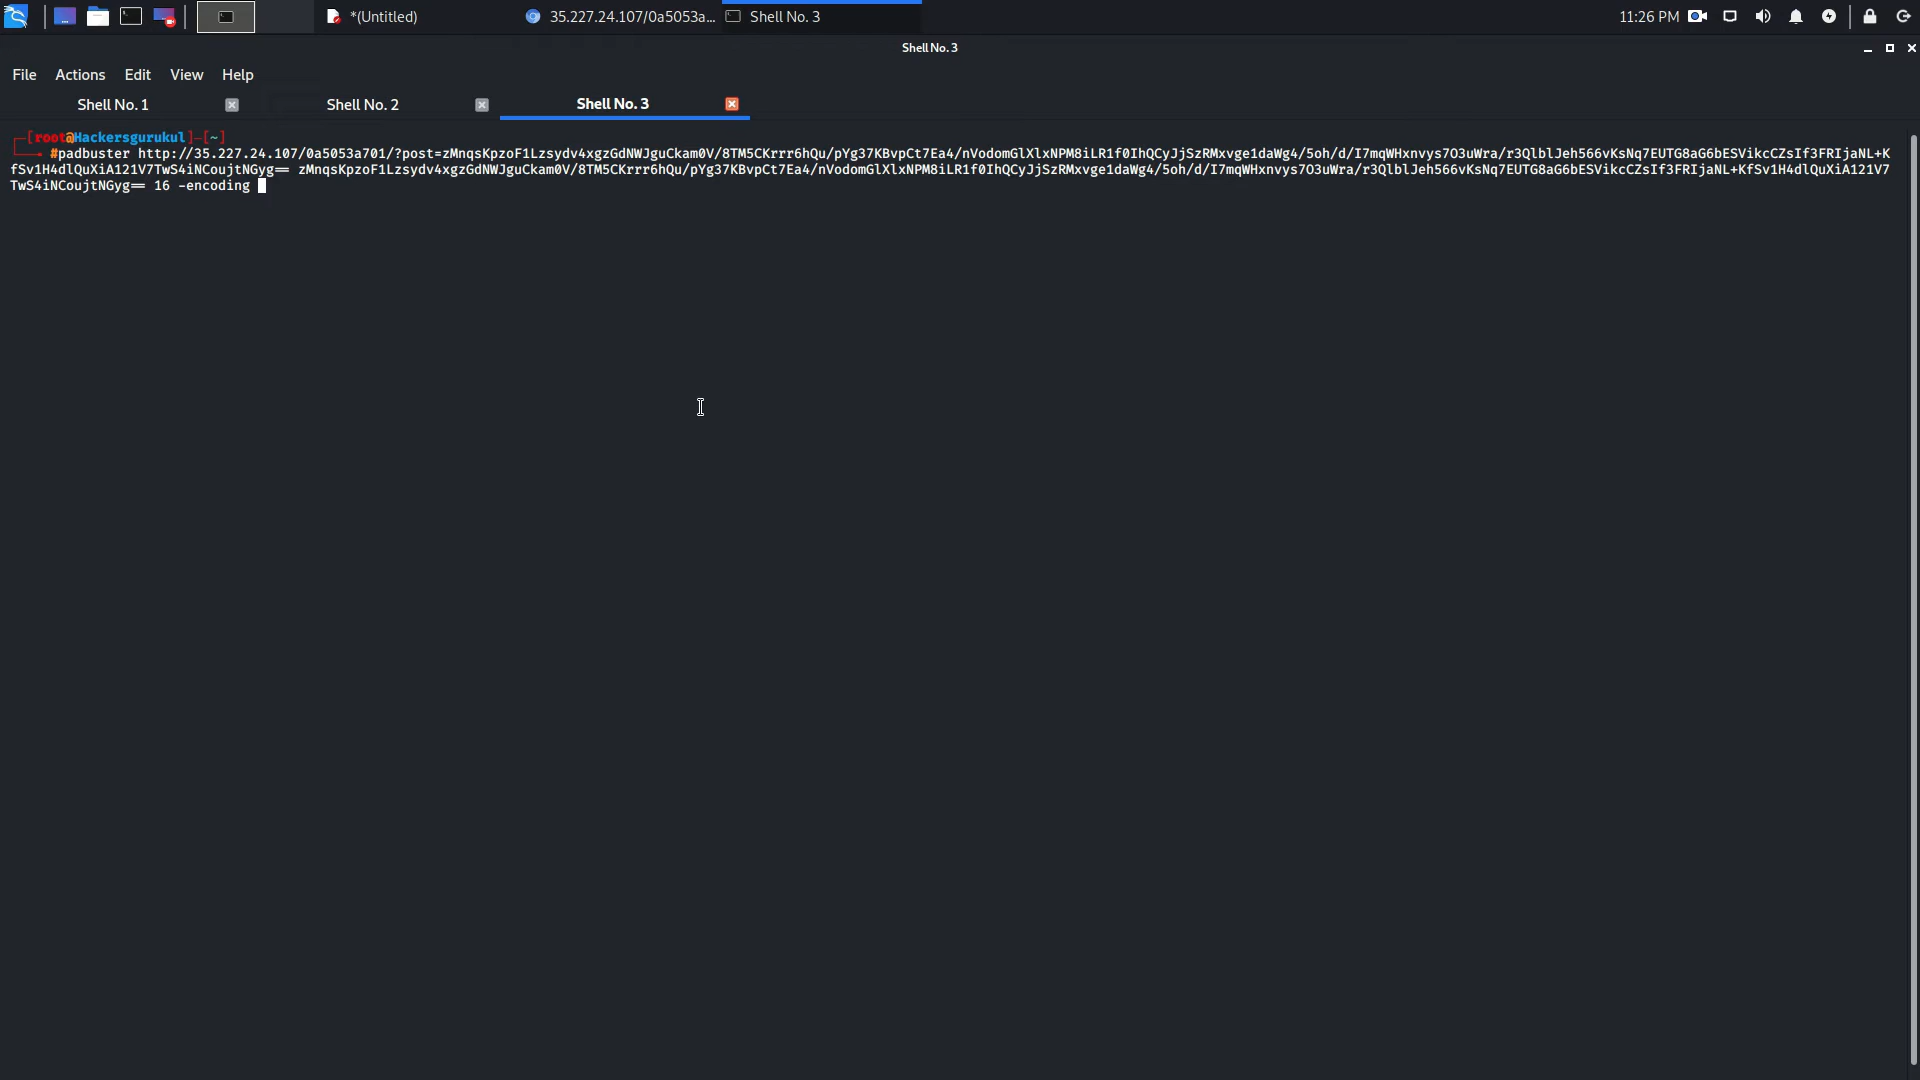 *(Untitled)
35.227.24.107/0a5053a...
Shell No. 3
11:26 PM
Shell No. 3
File Actions Edit View Help
Shell No. 1
Shell No. 2
Shell No. 3
[root@Hackersgurukul]-[~]
#padbuster http://35.227.24.107/0a5053a701/?post=zMnqsKpzoF1Lzsydv4xgzGdNWJguCkam0V/8TM5CKrrr6hQu/pYg37KBvpCt7Ea4/nVodomGlXlxNPM8iLR1f0IhQCyJjSzRMxvge1daWg4/5oh/d/I7mqWHxnvys7O3uWra/r3QlblJeh566vKsNq7EUTG8aG6bESVikcCZsIf3FRIjaNL+K
fSv1H4dlQuXiA121V7TwS4iNCoujtNGyg== zMnqsKpzoF1Lzsydv4xgzGdNWJguCkam0V/8TM5CKrrr6hQu/pYg37KBvpCt7Ea4/nVodomGlXlxNPM8iLR1f0IhQCyJjSzRMxvge1daWg4/5oh/d/I7mqWHxnvys7O3uWra/r3QlblJeh566vKsNq7EUTG8aG6bESVikcCZsIf3FRIjaNL+KfSv1H4dlQuXiA121V7
TwS4iNCoujtNGyg== 16 -encoding